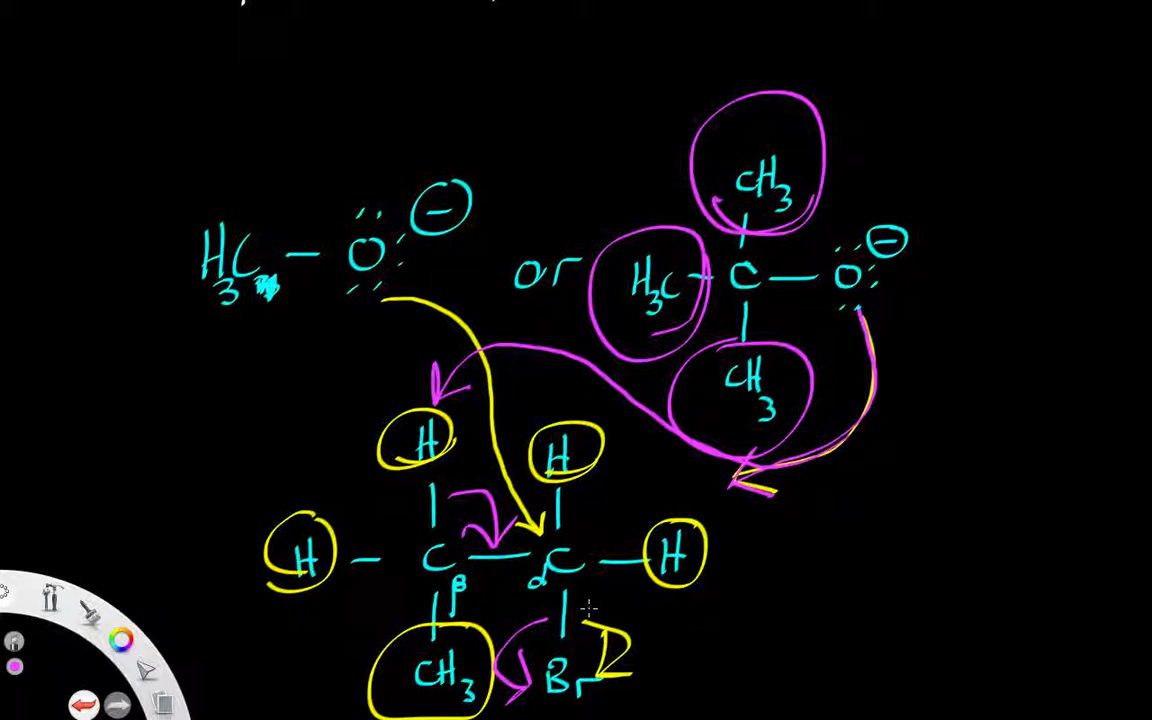 CH3
H3C — O: ⊖ or H3C – C — O: ⊖
CH3
H H
H – C — C — H
β α
CH3 Br